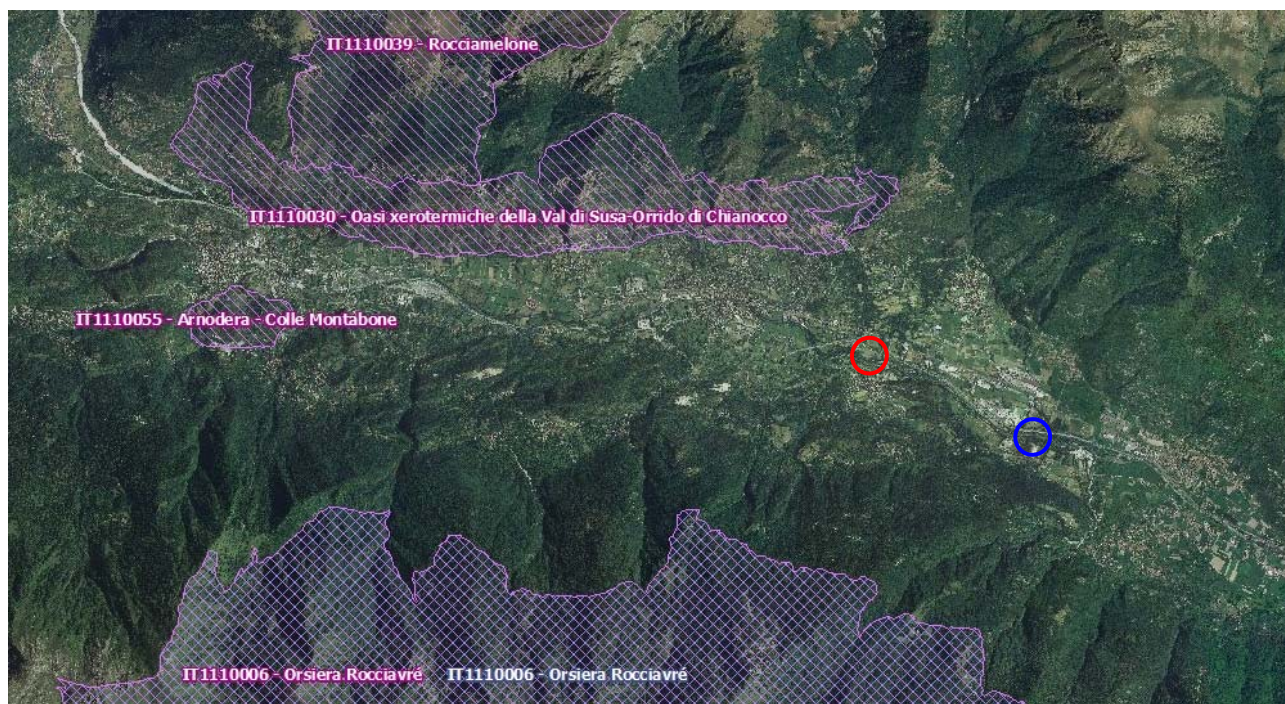 IT1110039 - Rocciamelone
IT1110030 - Oasi xerotermiche della Val di Susa-Orrido di Chianocco
IT1110055 - Arnodera - Colle Montabone
IT1110006 - Orsiera Rocciavré IT1110006 - Orsiera Rocciavré